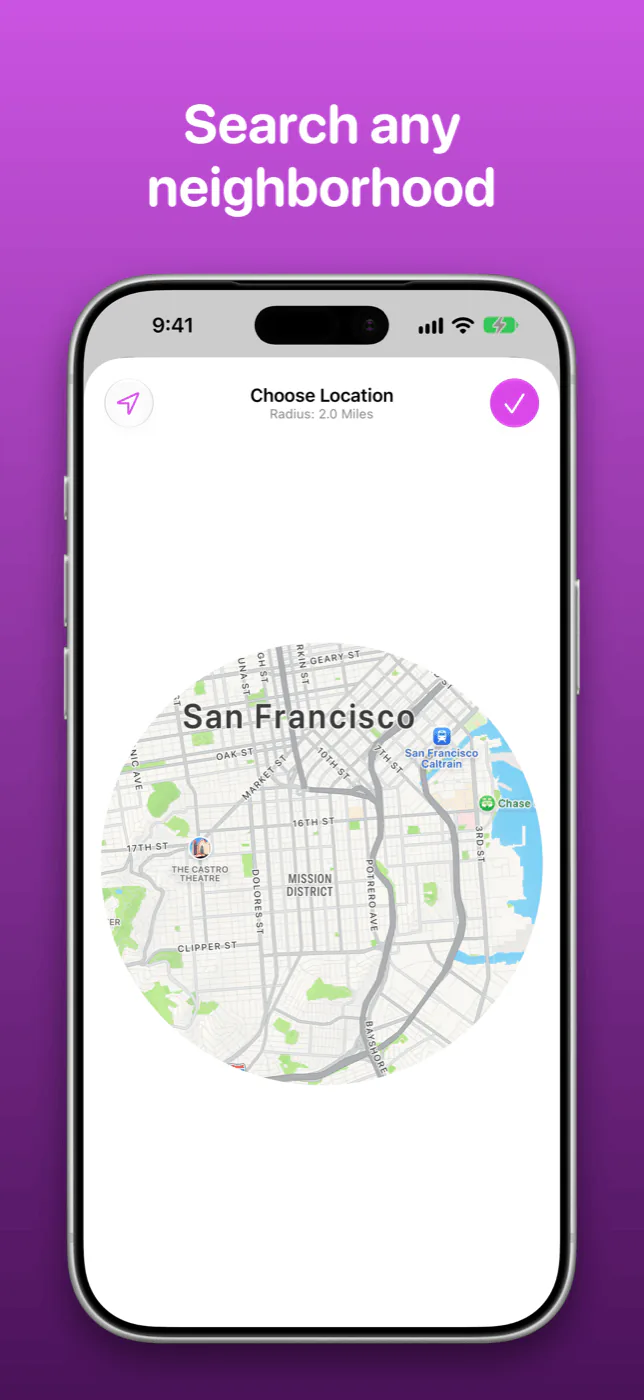 Search any
neighborhood
9:41
Choose Location
Radius: 2.0 Miles
GEARY ST
San Francisco
OAK ST
MARKET ST
10TH ST
7TH ST
San Francisco
Caltrain
Chase
16TH ST
3RD ST
17TH ST
THE CASTRO
THEATRE
DOLORES ST
MISSION
DISTRICT
POTRERO AVE
CLIPPER ST
BAYSHORE